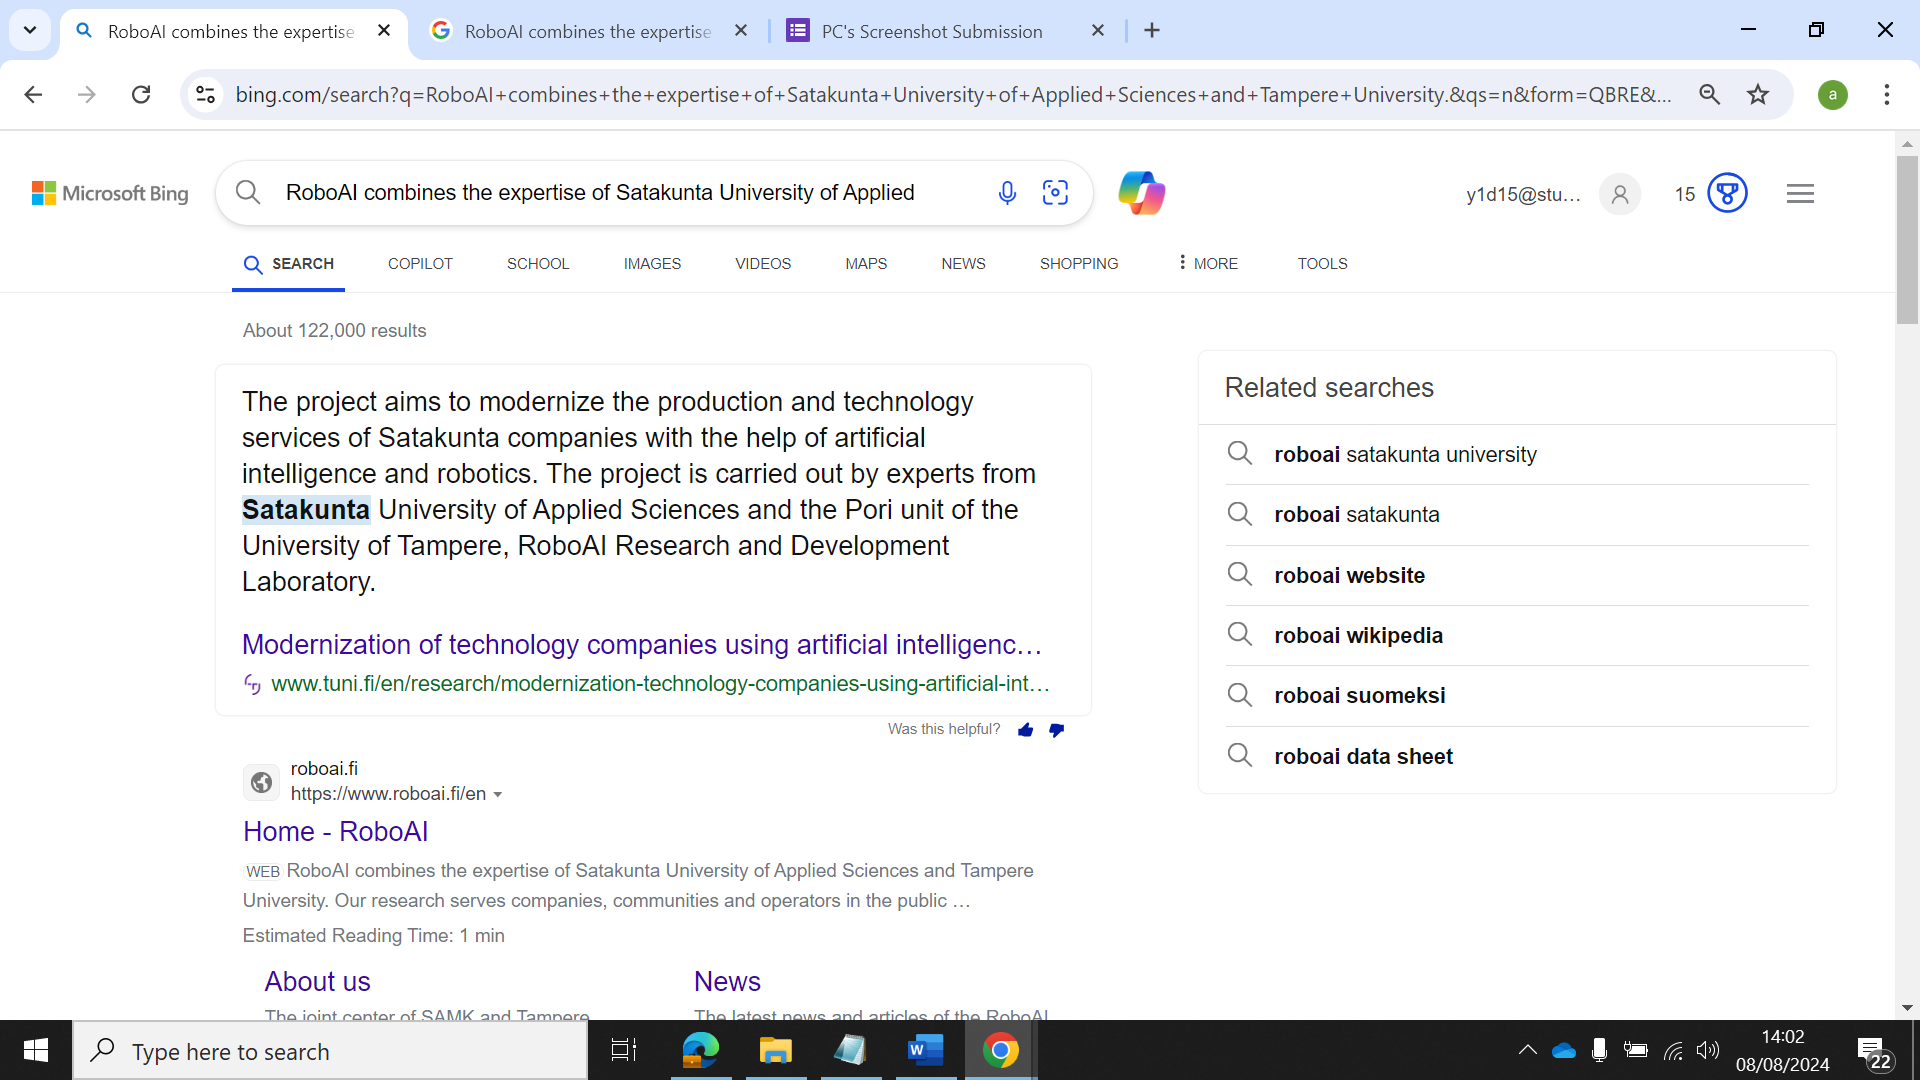 RoboAI combines the expertise
RoboAI combines the expertise
PC's Screenshot Submission
bing.com/search?q=RoboAI+combines+the+expertise+of+Satakunta+University+of+Applied+Sciences+and+Tampere+University.&qs=n&form=QBRE&...
a
Microsoft Bing
RoboAI combines the expertise of Satakunta University of Applied
y1d15@stu...
15
SEARCH
COPILOT
SCHOOL
IMAGES
VIDEOS
MAPS
NEWS
SHOPPING
MORE
TOOLS
About 122,000 results
The project aims to modernize the production and technology
services of Satakunta companies with the help of artificial
intelligence and robotics. The project is carried out by experts from
Satakunta University of Applied Sciences and the Pori unit of the
University of Tampere, RoboAI Research and Development
Laboratory.
Modernization of technology companies using artificial intelligenc...
www.tuni.fi/en/research/modernization-technology-companies-using-artificial-int...
Was this helpful?
roboai.fi
https://www.roboai.fi/en
Home - RoboAI
WEB RoboAI combines the expertise of Satakunta University of Applied Sciences and Tampere
University. Our research serves companies, communities and operators in the public ...
Estimated Reading Time: 1 min
About us
The joint center of SAMK and Tampere
News
The latest news and articles of the RoboAI
Related searches
roboai satakunta university
roboai satakunta
roboai website
roboai wikipedia
roboai suomeksi
roboai data sheet
Type here to search
W
14:02
08/08/2024
22